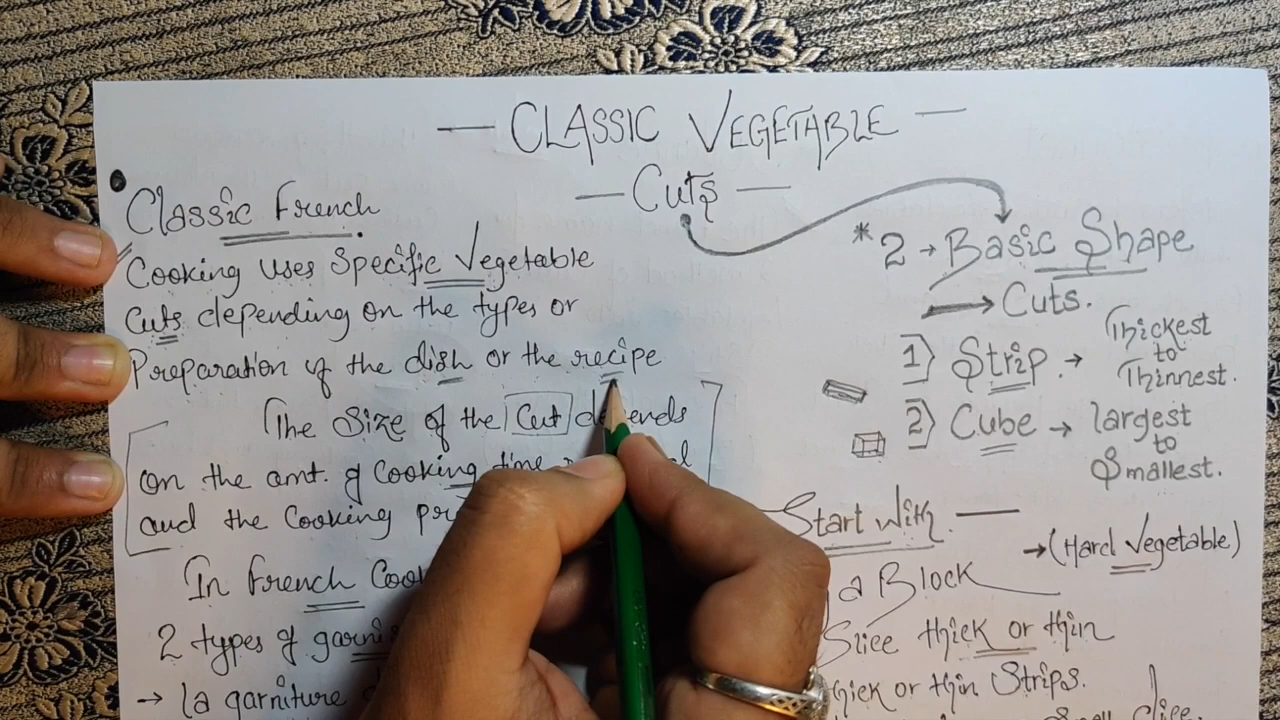 — CLASSIC VEGETABLE —
— Cuts —
Classic French
Cooking uses Specific Vegetable
Cuts depending on the types or
Preparation of the dish or the recipe
The Size of the Cut depends
on the amt. of Cooking time
and the Cooking
In French
2 types of
→ la garniture
* 2 → Basic Shape
→ Cuts.
1) Strip → Thickest to Thinnest.
2) Cube → largest to Smallest.
Start with —
→ (Hard Vegetable)
a Block
Slice thick or thin
thick or thin Strips.